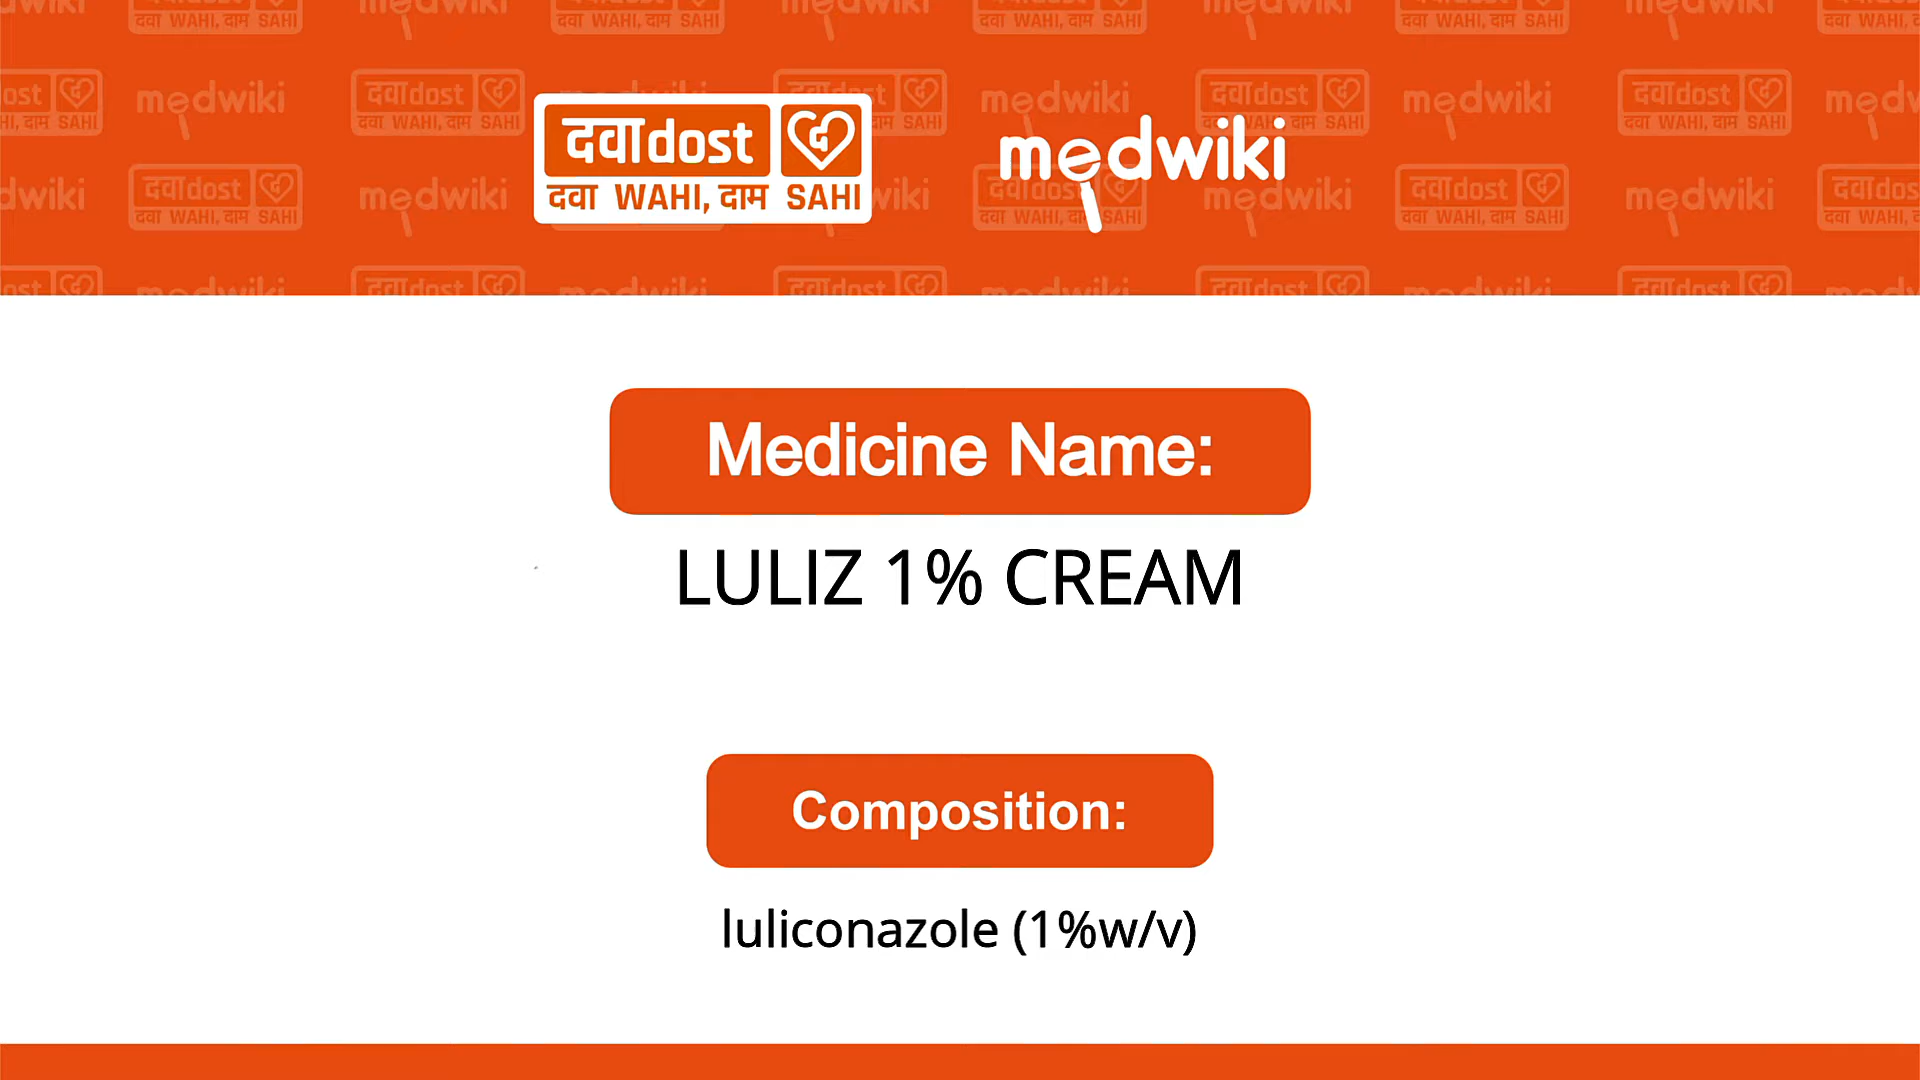 दवाdost
दवा WAHI, दाम SAHI
medwiki
Medicine Name:
LULIZ 1% CREAM
Composition:
luliconazole (1%w/v)